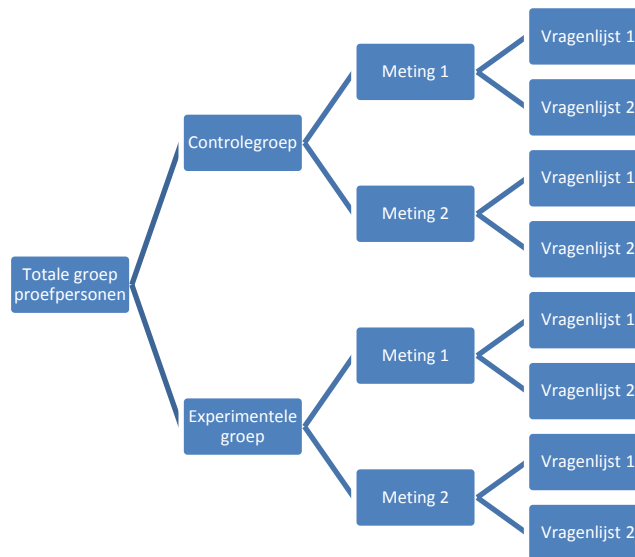 Totale groep
proefpersonen
Controlegroep
Meting 1
Vragenlijst 1
Vragenlijst 2
Meting 2
Vragenlijst 1
Vragenlijst 2
Experimentele
groep
Meting 1
Vragenlijst 1
Vragenlijst 2
Meting 2
Vragenlijst 1
Vragenlijst 2